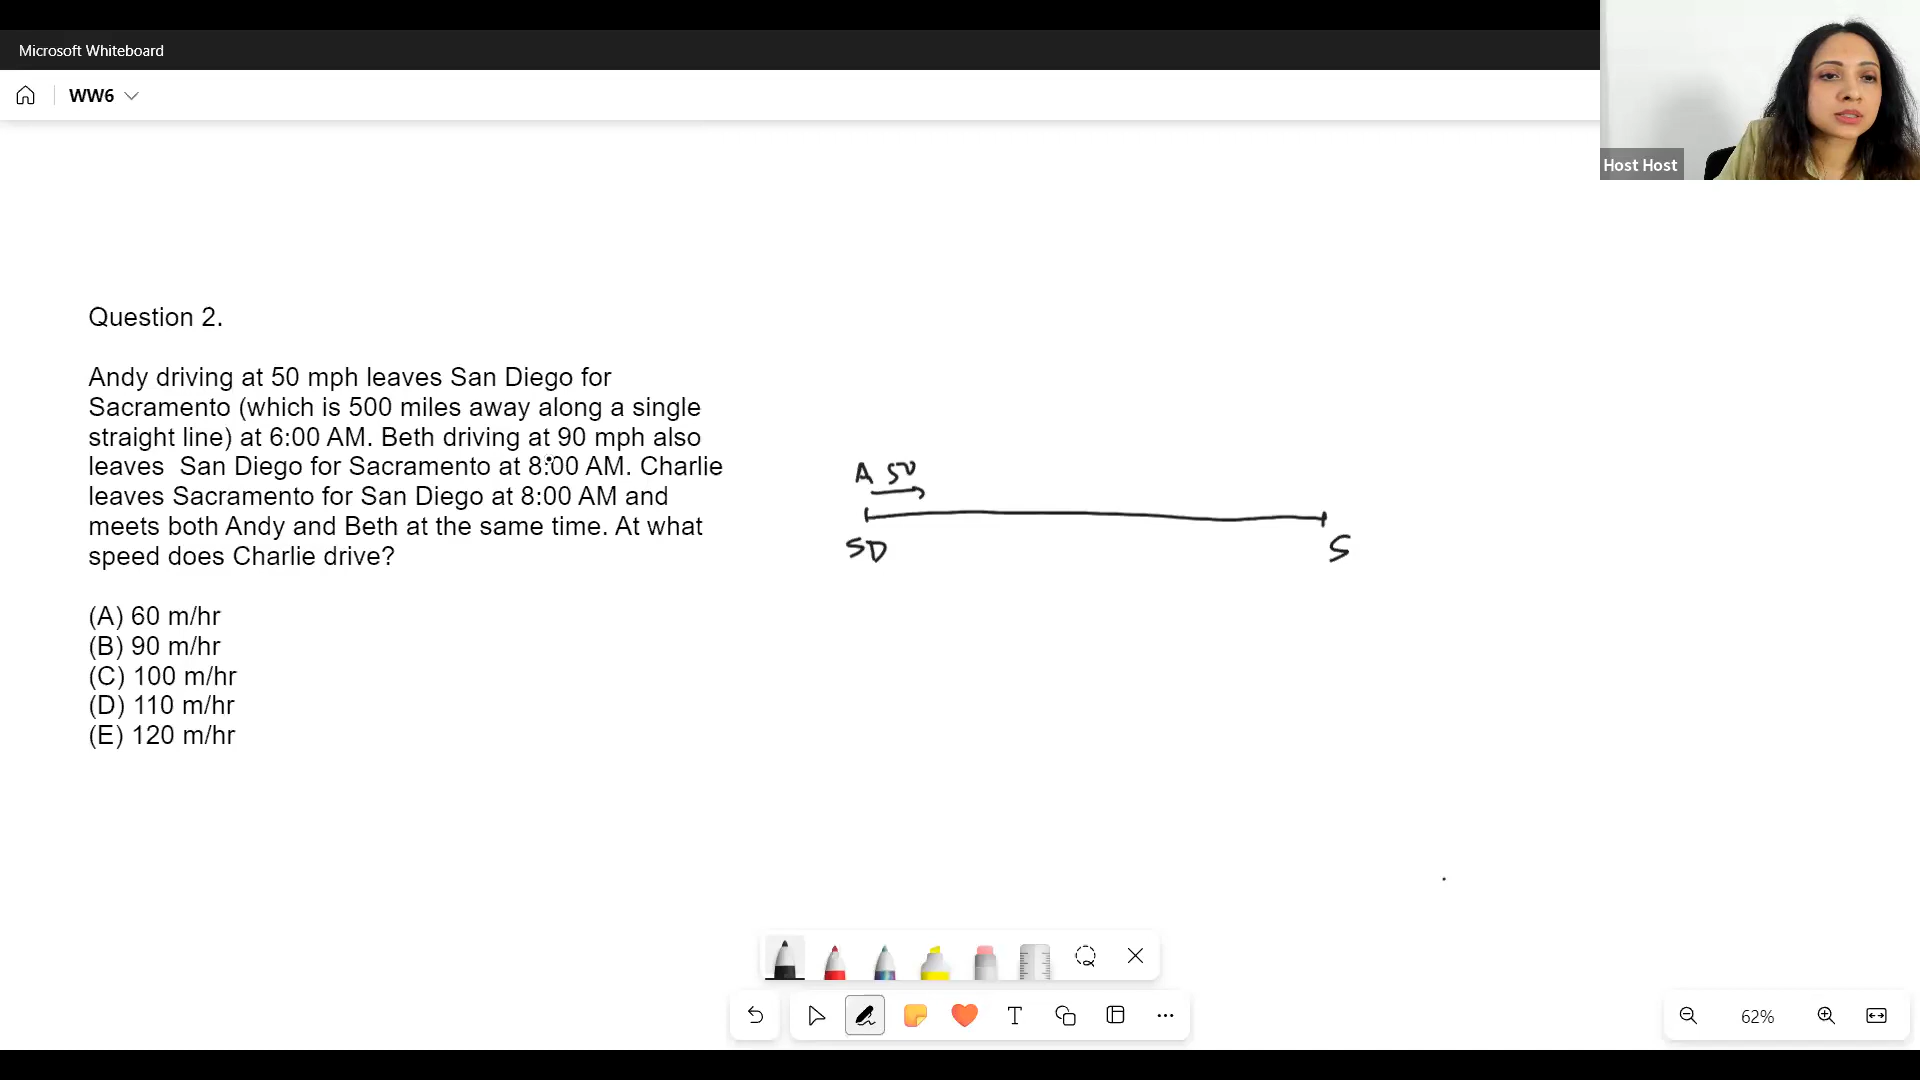 Microsoft Whiteboard
WW6
Host Host
Question 2.
Andy driving at 50 mph leaves San Diego for
Sacramento (which is 500 miles away along a single
straight line) at 6:00 AM. Beth driving at 90 mph also
leaves  San Diego for Sacramento at 8:00 AM. Charlie
leaves Sacramento for San Diego at 8:00 AM and
meets both Andy and Beth at the same time. At what
speed does Charlie drive?
(A) 60 m/hr
(B) 90 m/hr
(C) 100 m/hr
(D) 110 m/hr
(E) 120 m/hr
A 50
SD
S
62%